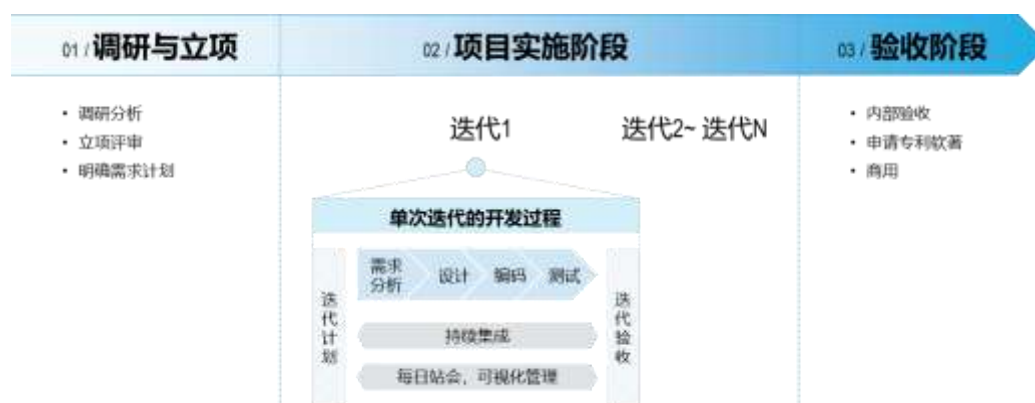 01 / 调研与立项
02 / 项目实施阶段
03 / 验收阶段
• 调研分析
• 立项评审
• 明确需求计划
迭代1
迭代2~ 迭代N
单次迭代的开发过程
迭代计划
需求
分析
设计
编码
测试
持续集成
每日站会，可视化管理
迭代验收
• 内部验收
• 申请专利软著
• 商用